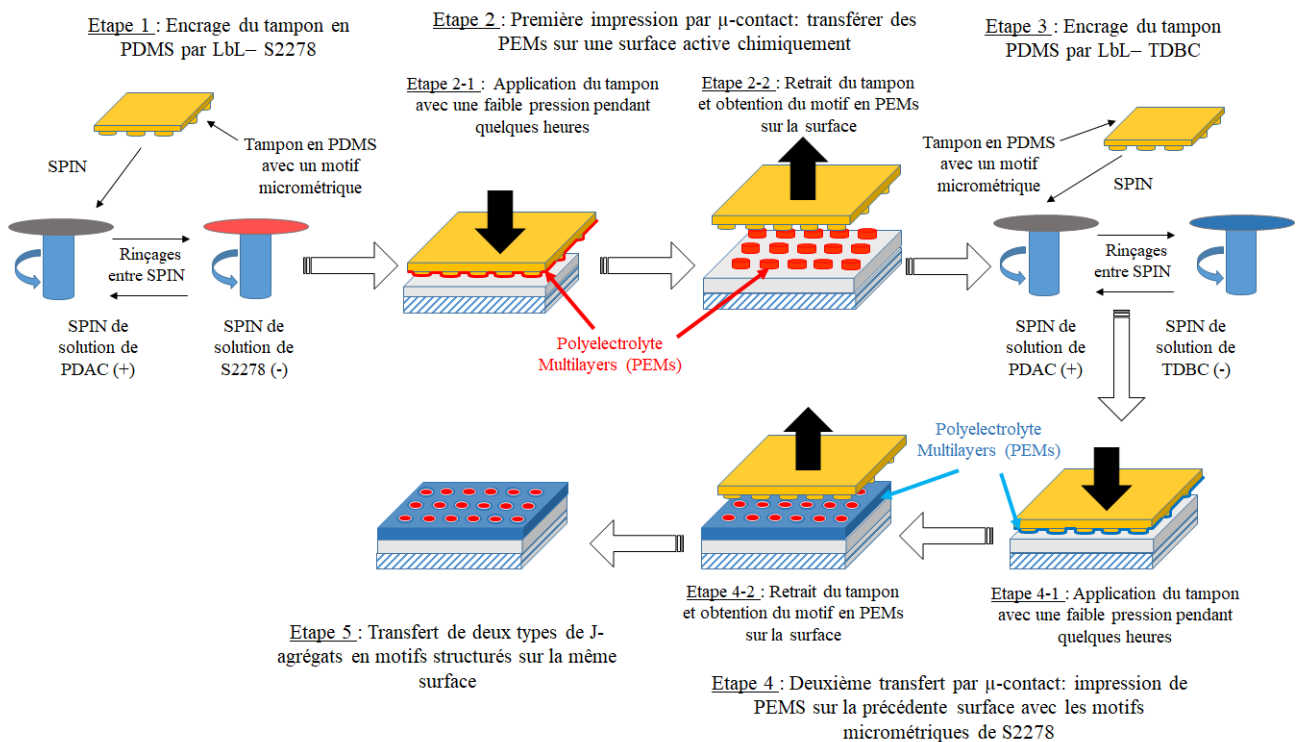 Etape 1 : Encrage du tampon en
PDMS par LbL– S2278
Etape 2 : Première impression par µ-contact: transférer des
PEMs sur une surface active chimiquement
Etape 3 : Encrage du tampon
PDMS par LbL– TDBC
Etape 2-1 : Application du tampon
avec une faible pression pendant
quelques heures
Etape 2-2 : Retrait du tampon
et obtention du motif en PEMs
sur la surface
SPIN
Tampon en PDMS
avec un motif
micrométrique
Tampon en PDMS
avec un motif
micrométrique
SPIN
Rinçages
entre SPIN
Rinçages
entre SPIN
SPIN de
solution de
PDAC (+)
SPIN de
solution de
S2278 (-)
Polyelectrolyte
Multilayers (PEMs)
SPIN de
solution de
PDAC (+)
SPIN de
solution de
TDBC (-)
Polyelectrolyte
Multilayers (PEMs)
Etape 4-2 : Retrait du tampon
et obtention du motif en PEMs
sur la surface
Etape 4-1 : Application du tampon
avec une faible pression pendant
quelques heures
Etape 5 : Transfert de deux types de J-
agrégats en motifs structurés sur la même
surface
Etape 4 : Deuxième transfert par µ-contact: impression de
PEMS sur la précédente surface avec les motifs
micrométriques de S2278